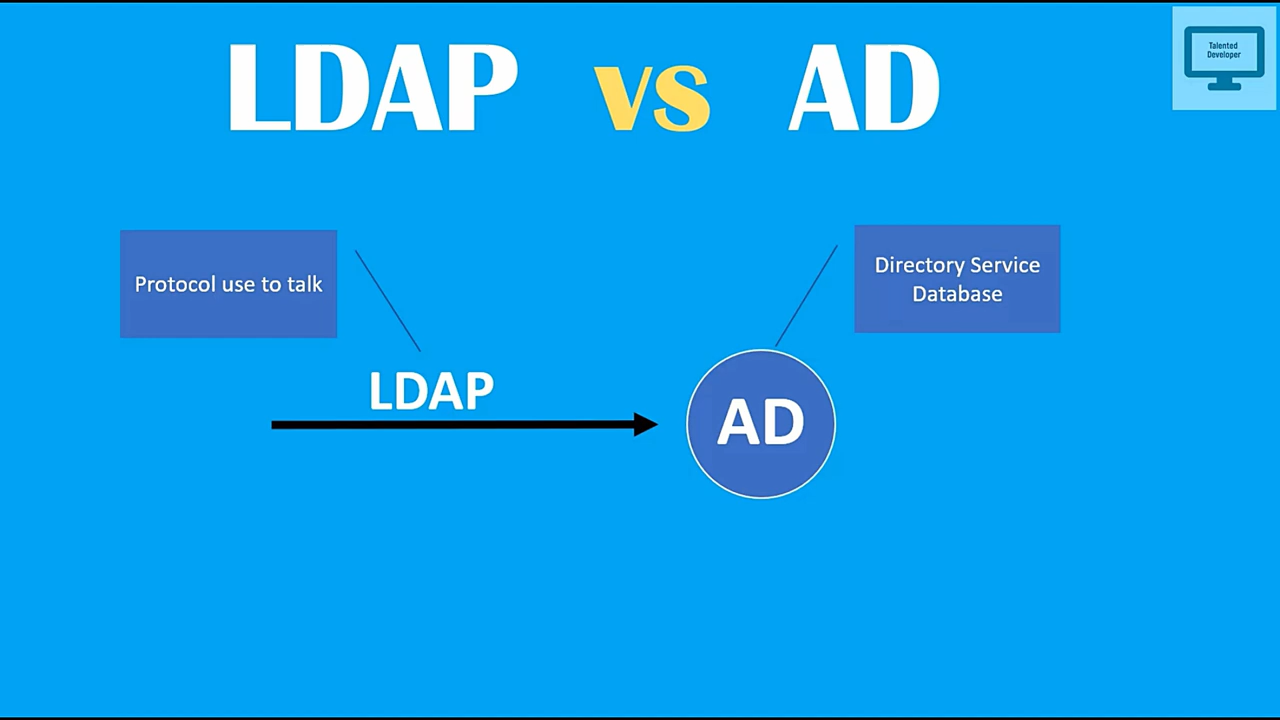 LDAP vs AD
Talented
Developer
Protocol use to talk
Directory Service
Database
LDAP
AD